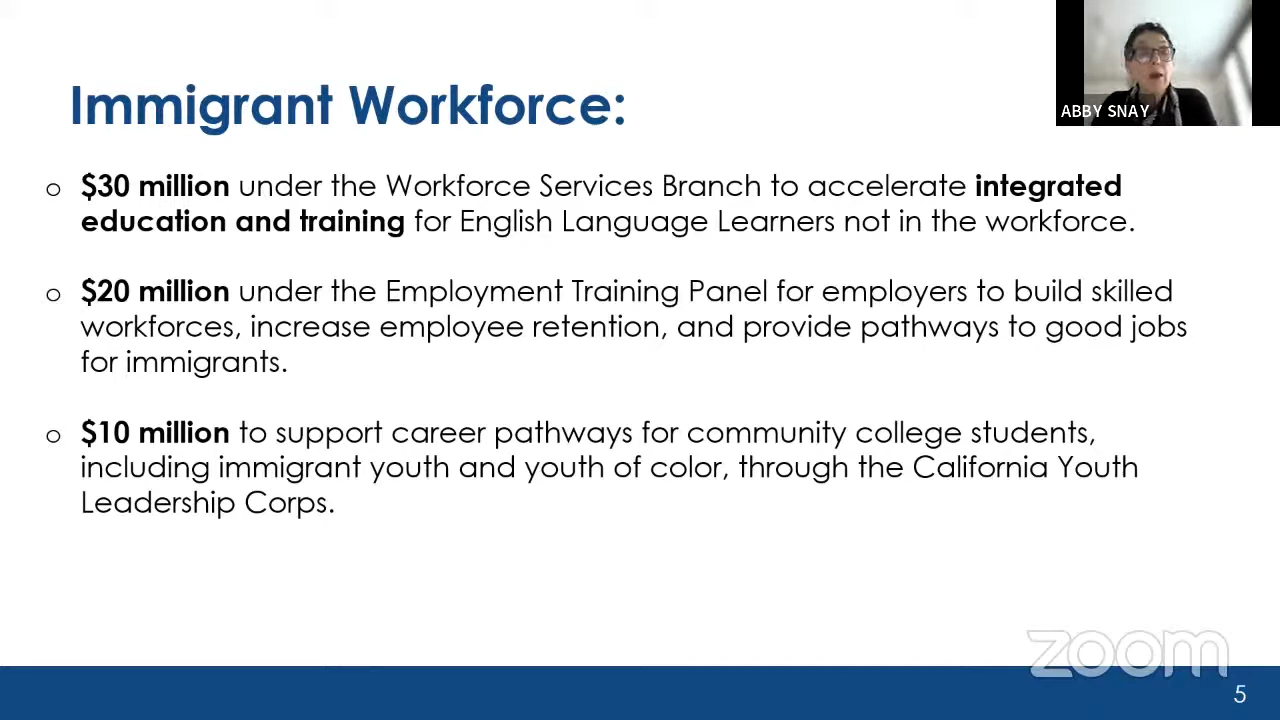 ABBY SNAY
Immigrant Workforce:
o $30 million under the Workforce Services Branch to accelerate integrated
education and training for English Language Learners not in the workforce.
o $20 million under the Employment Training Panel for employers to build skilled
workforces, increase employee retention, and provide pathways to good jobs
for immigrants.
o $10 million to support career pathways for community college students,
including immigrant youth and youth of color, through the California Youth
Leadership Corps.
zoom
5